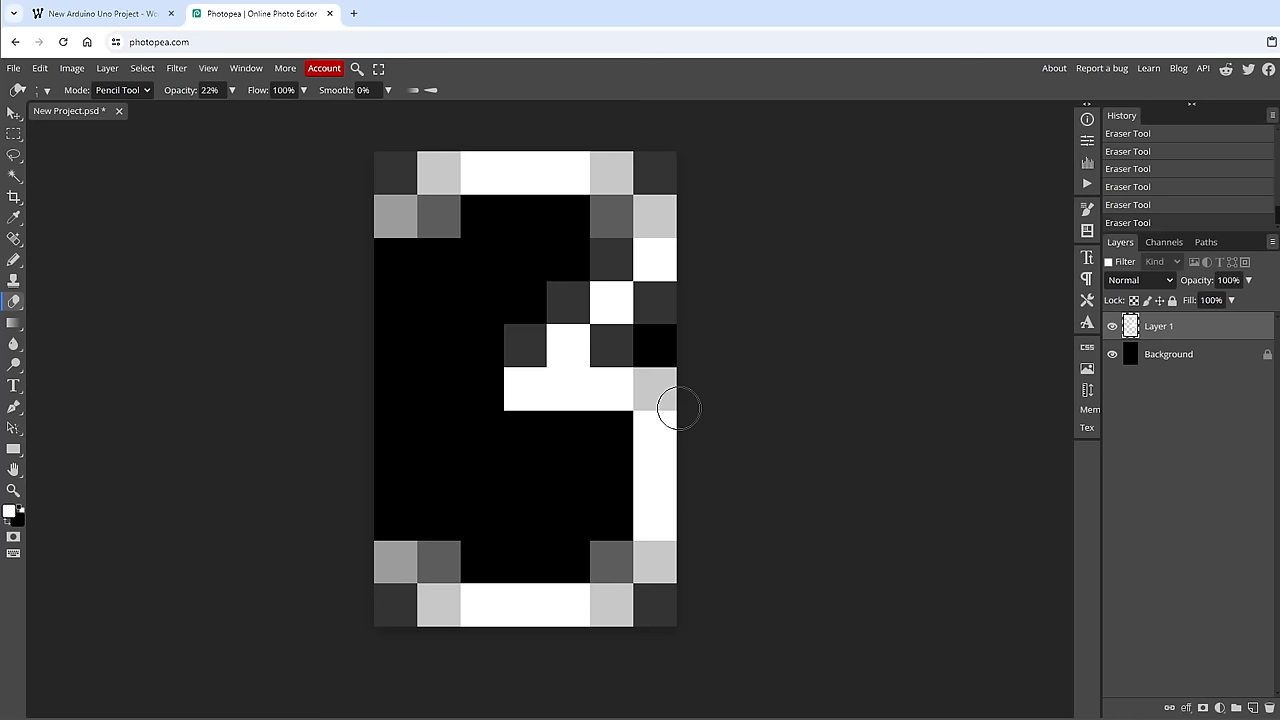 New Arduino Uno Project - Wo
Photopea | Online Photo Editor
photopea.com
File Edit Image Layer Select Filter View Window More Account
About Report a bug Learn Blog API
Mode: Pencil Tool Opacity: 22% Flow: 100% Smooth: 0%
New Project.psd *
History
Eraser Tool
Eraser Tool
Eraser Tool
Eraser Tool
Eraser Tool
Eraser Tool
Layers Channels Paths
Filter Kind
Normal Opacity: 100%
Lock: Fill: 100%
Layer 1
Background
CSS
Mem
Tex
eff